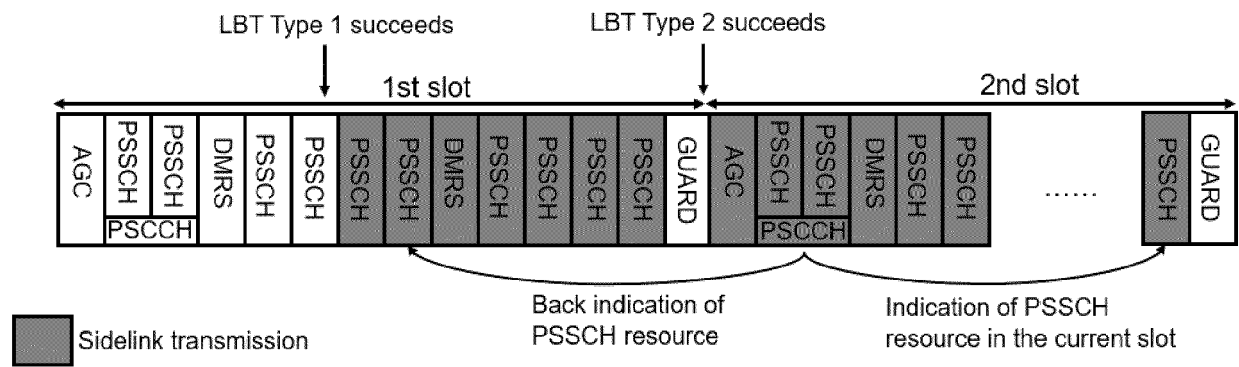 LBT Type 1 succeeds
LBT Type 2 succeeds
1st slot
2nd slot
AGC
PSSCH
PSSCH
PSCCH
DMRS
PSSCH
PSSCH
PSSCH
PSSCH
DMRS
PSSCH
PSSCH
PSSCH
PSSCH
GUARD
AGC
PSSCH
PSSCH
PSCCH
DMRS
PSSCH
PSSCH
......
PSSCH
GUARD
Back indication of
PSSCH resource
Indication of PSSCH
resource in the current slot
Sidelink transmission